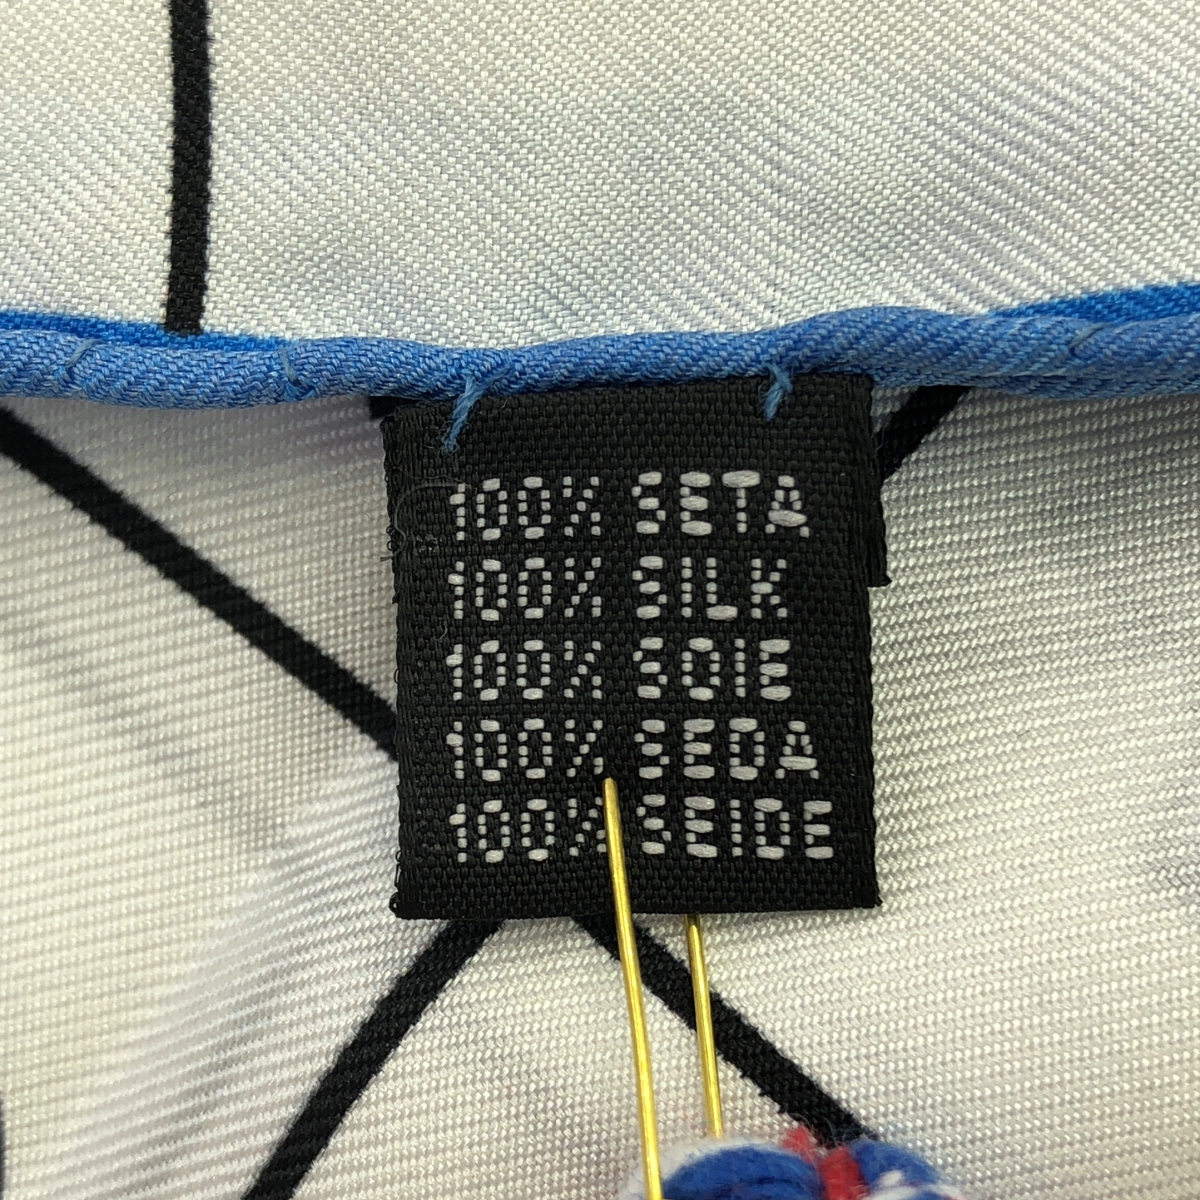 100% SETA
100% SILK
100% SOIE
100% SEDA
100% SEIDE